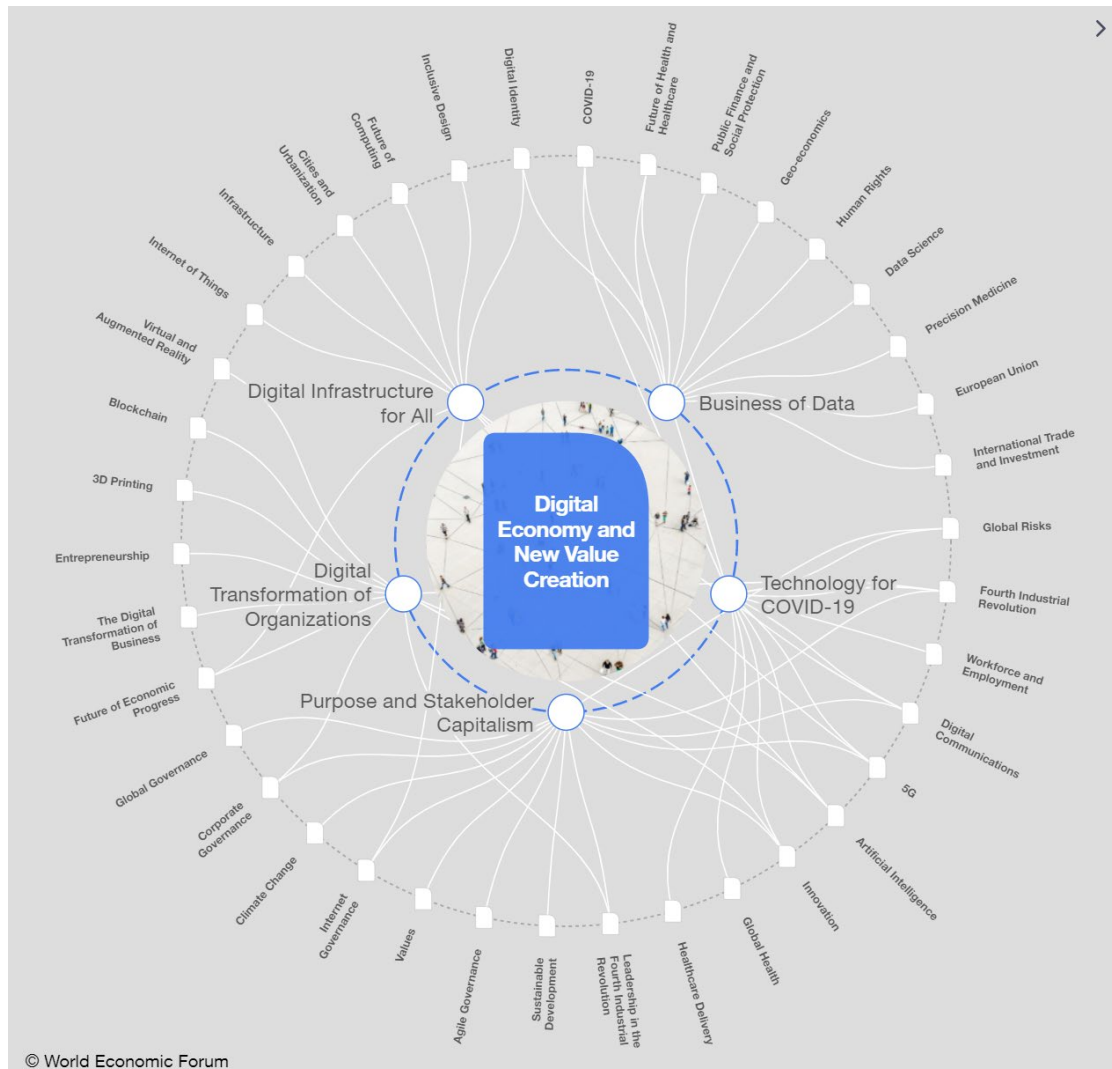 Digital
Economy and
New Value
Creation
Digital Infrastructure
for All
Business of Data
Digital
Transformation of
Organizations
Technology for
COVID-19
Purpose and Stakeholder
Capitalism
COVID-19
Future of Health and
Healthcare
Public Finance and
Social Protection
Geo-economics
Human Rights
Data Science
Precision Medicine
European Union
International Trade
and Investment
Global Risks
Fourth Industrial
Revolution
Workforce and
Employment
Digital
Communications
5G
Artificial Intelligence
Innovation
Global Health
Healthcare Delivery
Leadership in the
Fourth Industrial
Revolution
Sustainable
Development
Agile Governance
Values
Internet
Governance
Climate Change
Corporate
Governance
Global Governance
Future of Economic
Progress
The Digital
Transformation of
Business
Entrepreneurship
3D Printing
Blockchain
Virtual and
Augmented Reality
Internet of Things
Infrastructure
Cities and
Urbanization
Future of
Computing
Inclusive Design
Digital Identity
© World Economic Forum